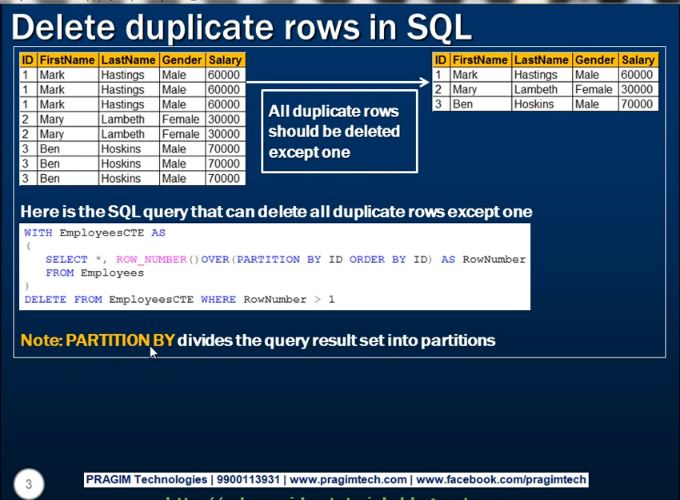 Delete duplicate rows in SQL
ID FirstName LastName Gender Salary
1 Mark Hastings Male 60000
1 Mark Hastings Male 60000
1 Mark Hastings Male 60000
2 Mary Lambeth Female 30000
2 Mary Lambeth Female 30000
3 Ben Hoskins Male 70000
3 Ben Hoskins Male 70000
3 Ben Hoskins Male 70000
All duplicate rows
should be deleted
except one
ID FirstName LastName Gender Salary
1 Mark Hastings Male 60000
2 Mary Lambeth Female 30000
3 Ben Hoskins Male 70000
Here is the SQL query that can delete all duplicate rows except one
WITH EmployeesCTE AS
(
SELECT *, ROW_NUMBER()OVER(PARTITION BY ID ORDER BY ID) AS RowNumber
FROM Employees
)
DELETE FROM EmployeesCTE WHERE RowNumber > 1
Note: PARTITION BY divides the query result set into partitions
3
PRAGIM Technologies | 9900113931 | www.pragimtech.com | www.facebook.com/pragimtech